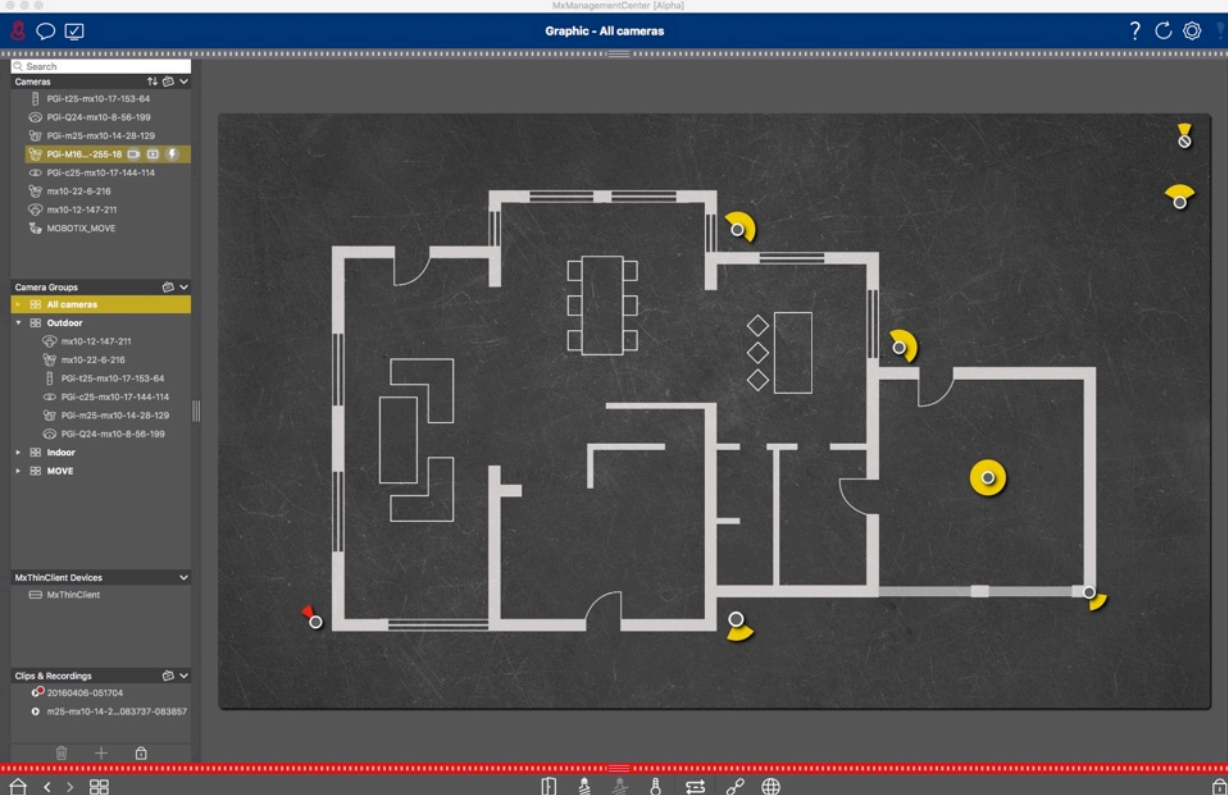 MxManagementCenter [Alpha]
Graphic - All cameras
?
Search
Cameras
PGi-t25-mx10-17-153-64
PGi-Q24-mx10-8-56-199
PGi-m25-mx10-14-28-129
PGi-M16...-255-18
PGi-c25-mx10-17-144-114
mx10-22-6-216
mx10-12-147-211
MOBOTIX_MOVE
Camera Groups
All cameras
Outdoor
mx10-12-147-211
mx10-22-6-216
PGi-t25-mx10-17-153-64
PGi-c25-mx10-17-144-114
PGi-m25-mx10-14-28-129
PGi-Q24-mx10-8-56-199
Indoor
MOVE
MxThinClient Devices
MxThinClient
Clips & Recordings
20160406-051704
m25-mx10-14-2...083737-083857